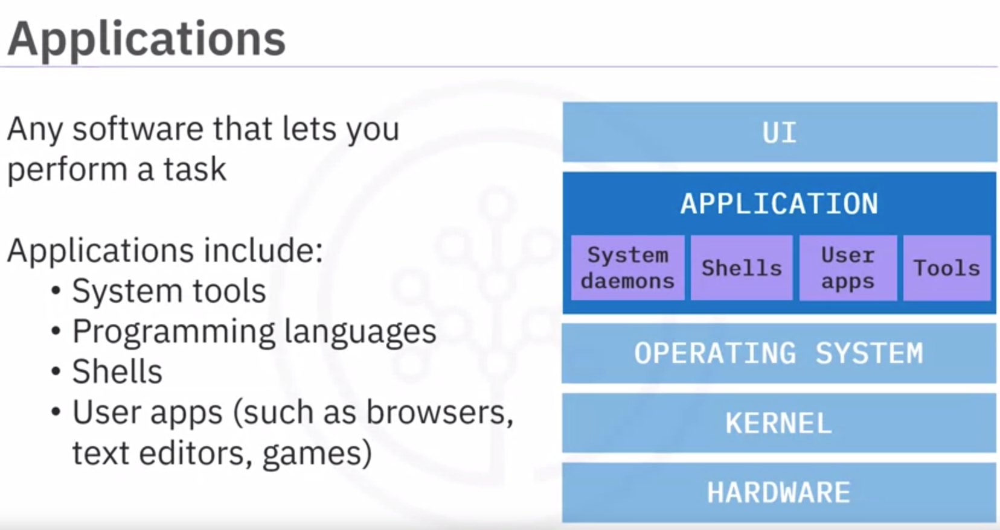 Applications
Any software that lets you
perform a task
Applications include:
• System tools
• Programming languages
• Shells
• User apps (such as browsers,
text editors, games)
UI
APPLICATION
System
daemons
Shells
User
apps
Tools
OPERATING SYSTEM
KERNEL
HARDWARE